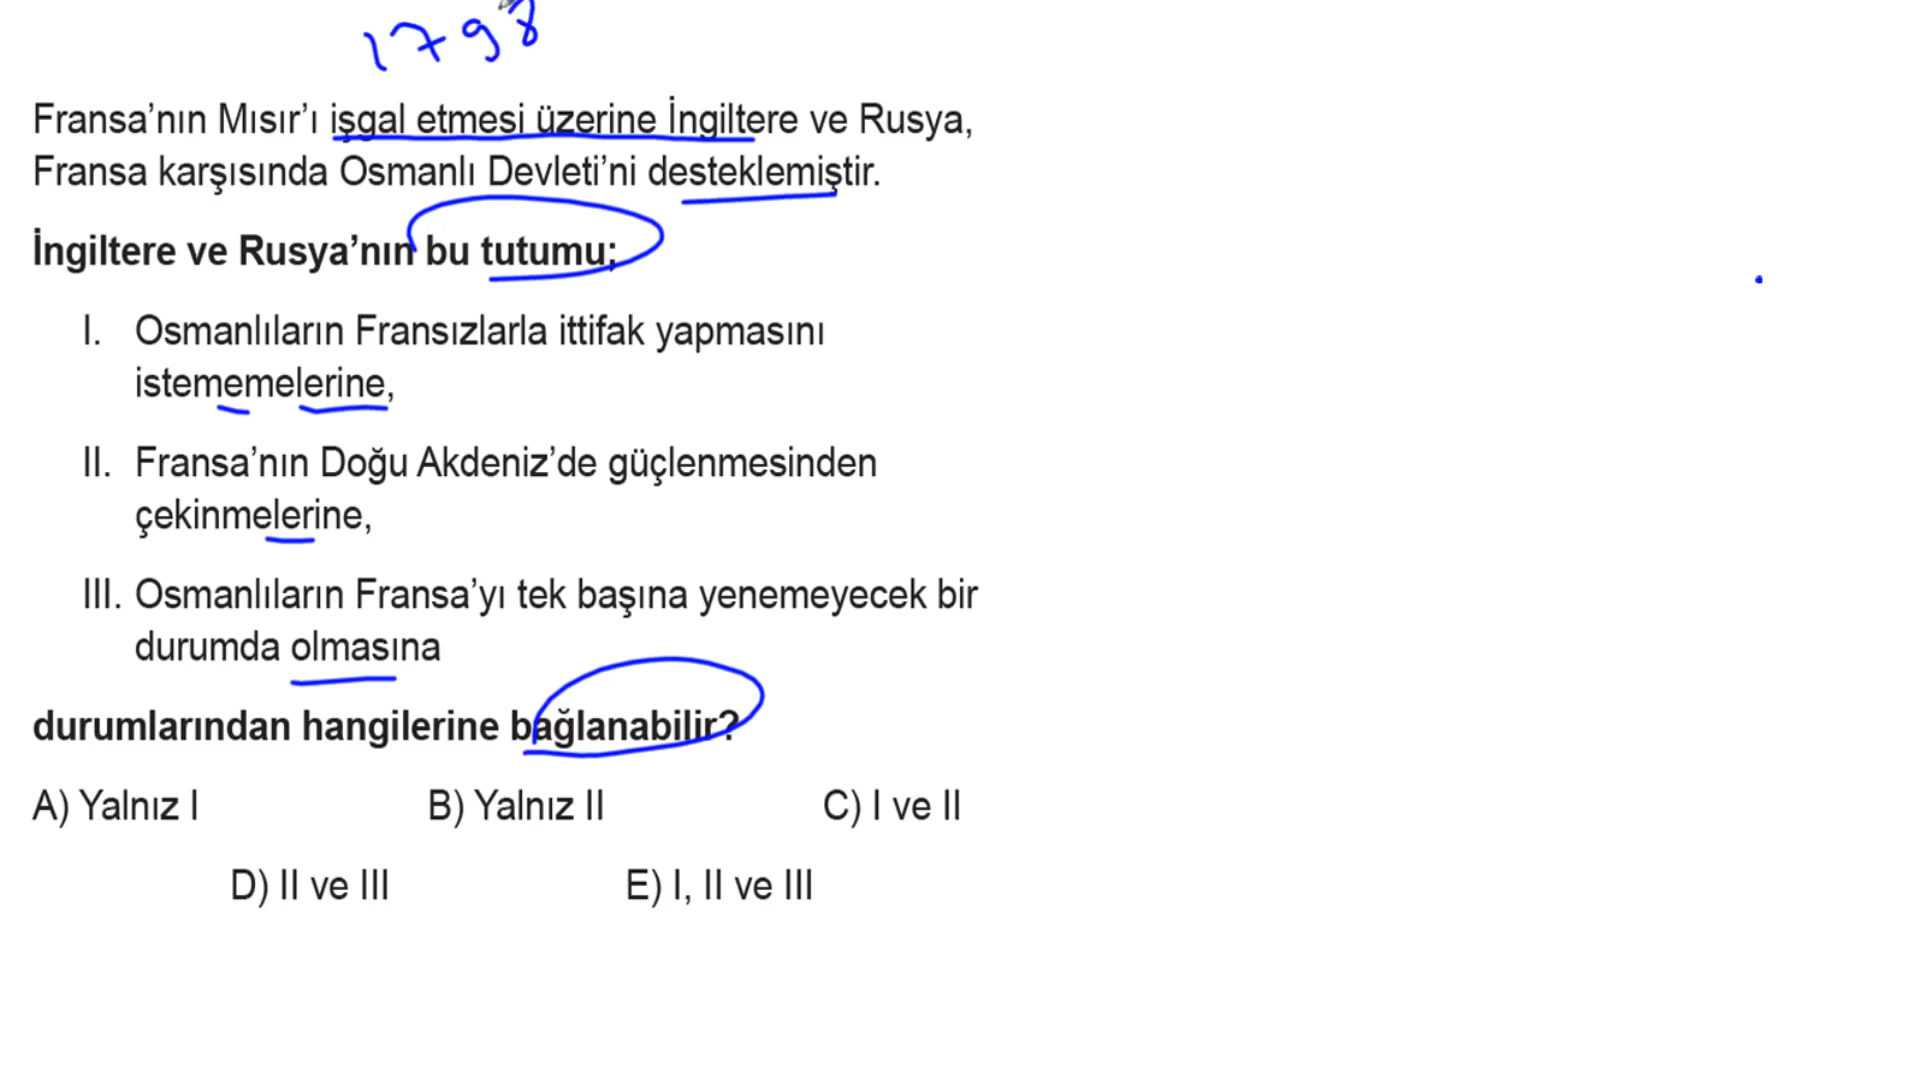 1798
Fransa’nın Mısır’ı işgal etmesi üzerine İngiltere ve Rusya,
Fransa karşısında Osmanlı Devleti’ni desteklemiştir.
İngiltere ve Rusya’nın bu tutumu;
I. Osmanlıların Fransızlarla ittifak yapmasını
istememelerine,
II. Fransa’nın Doğu Akdeniz’de güçlenmesinden
çekinmelerine,
III. Osmanlıların Fransa’yı tek başına yenemeyecek bir
durumda olmasına
durumlarından hangilerine bağlanabilir?
A) Yalnız I B) Yalnız II C) I ve II
D) II ve III E) I, II ve III